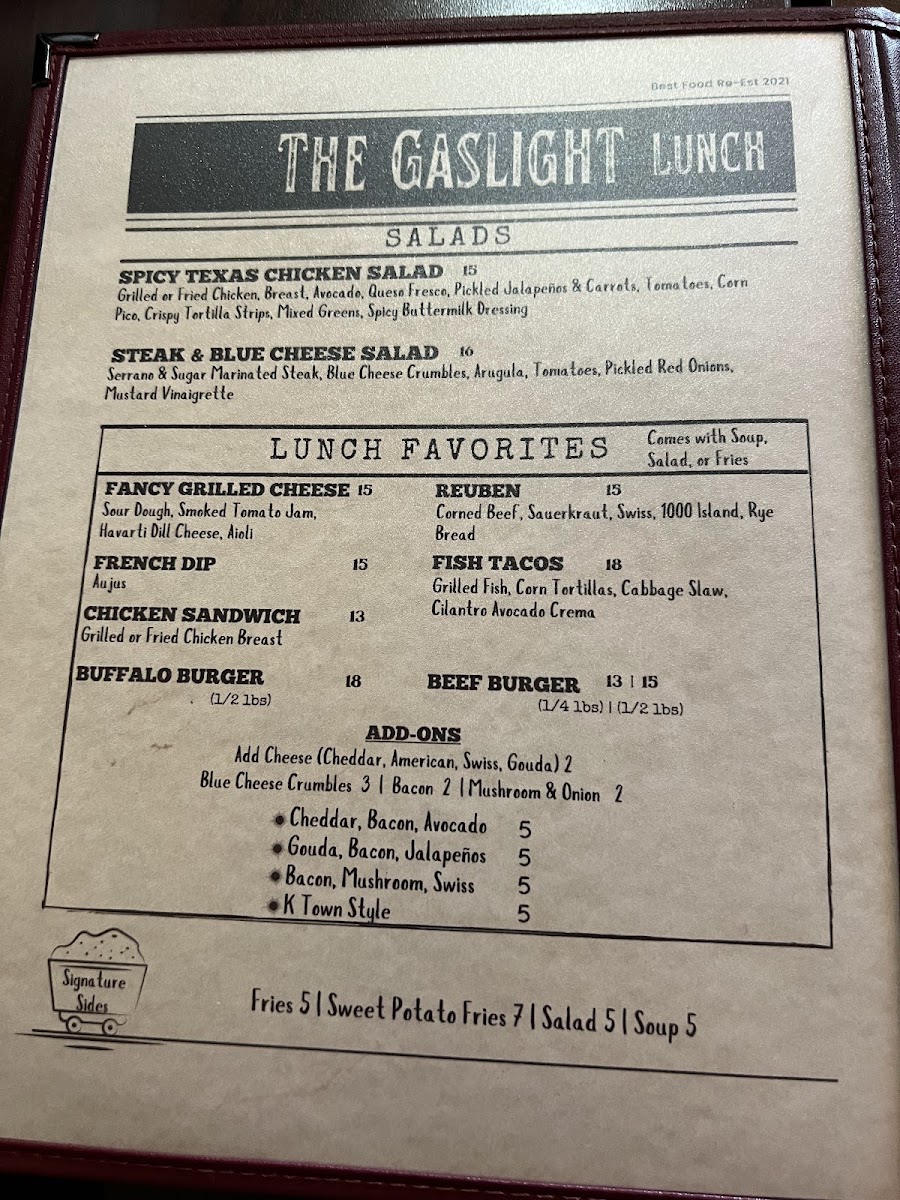 Best Food Re-Est 2021
THE GASLIGHT LUNCH
SALADS
SPICY TEXAS CHICKEN SALAD 15
Grilled or Fried Chicken, Breast, Avocado, Queso Fresco, Pickled Jalapeños & Carrots, Tomatoes, Corn
Pico, Crispy Tortilla Strips, Mixed Greens, Spicy Buttermilk Dressing
STEAK & BLUE CHEESE SALAD 16
Serrano & Sugar Marinated Steak, Blue Cheese Crumbles, Arugula, Tomatoes, Pickled Red Onions,
Mustard Vinaigrette
LUNCH FAVORITES
Comes with Soup,
Salad, or Fries
FANCY GRILLED CHEESE 15
Sour Dough, Smoked Tomato Jam,
Havarti Dill Cheese, Aioli
FRENCH DIP 15
Aujus
CHICKEN SANDWICH 13
Grilled or Fried Chicken Breast
REUBEN 15
Corned Beef, Sauerkraut, Swiss, 1000 Island, Rye
Bread
FISH TACOS 18
Grilled Fish, Corn Tortillas, Cabbage Slaw,
Cilantro Avocado Crema
BUFFALO BURGER 18
(1/2 lbs)
BEEF BURGER 13 | 15
(1/4 lbs) | (1/2 lbs)
ADD-ONS
Add Cheese (Cheddar, American, Swiss, Gouda) 2
Blue Cheese Crumbles 3 | Bacon 2 | Mushroom & Onion 2
• Cheddar, Bacon, Avocado 5
• Gouda, Bacon, Jalapeños 5
• Bacon, Mushroom, Swiss 5
• K Town Style 5
Signature
Sides
Fries 5 | Sweet Potato Fries 7 | Salad 5 | Soup 5